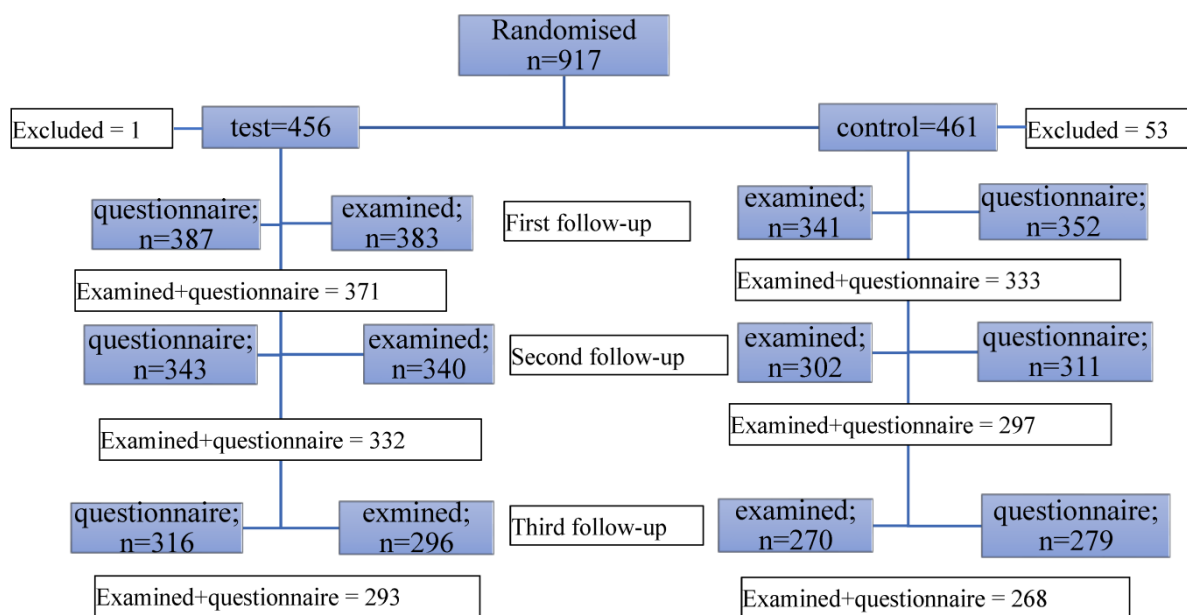 Randomised
n=917
Excluded = 1
test=456
control=461
Excluded = 53
questionnaire;
n=387
examined;
n=383
First follow-up
examined;
n=341
questionnaire;
n=352
Examined+questionnaire = 371
Examined+questionnaire = 333
questionnaire;
n=343
examined;
n=340
Second follow-up
examined;
n=302
questionnaire;
n=311
Examined+questionnaire = 332
Examined+questionnaire = 297
questionnaire;
n=316
exmined;
n=296
Third follow-up
examined;
n=270
questionnaire;
n=279
Examined+questionnaire = 293
Examined+questionnaire = 268